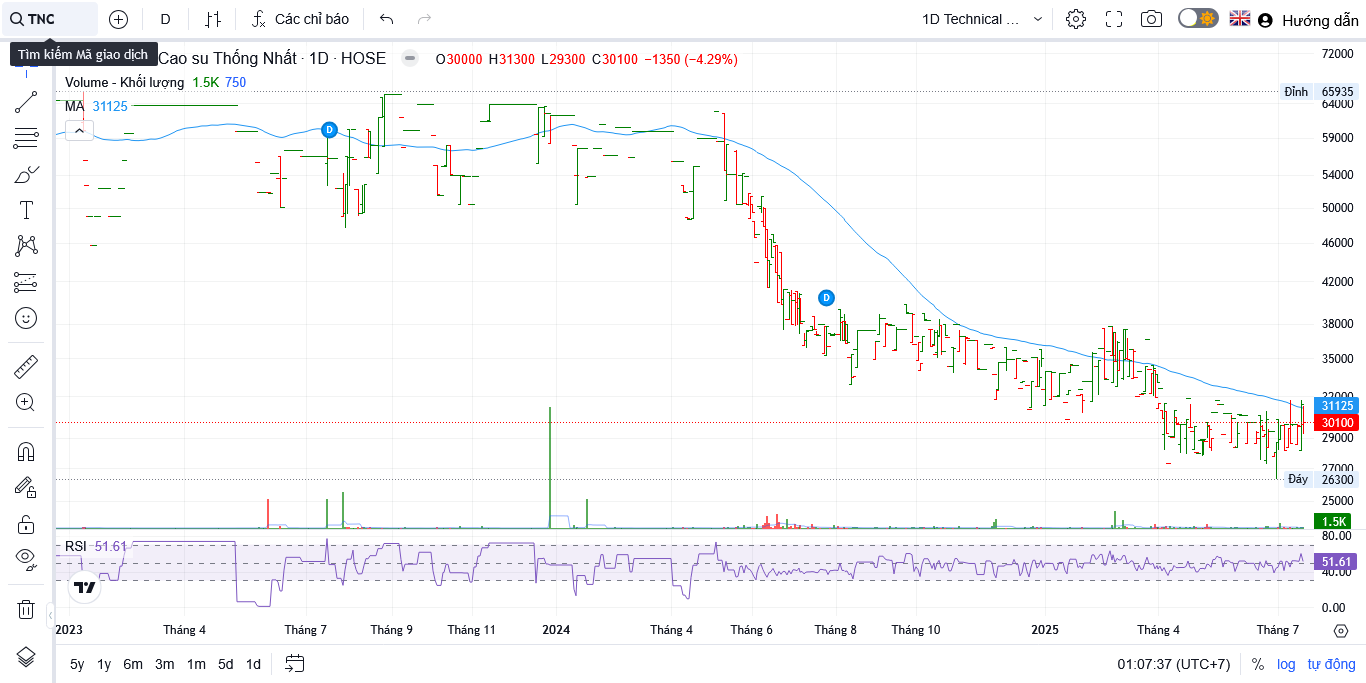 TNC
D
Các chỉ báo
1D Technical ...
Hướng dẫn
Tìm kiếm Mã giao dịch
Cao su Thống Nhất · 1D · HOSE
O30000 H31300 L29300 C30100 −1350 (−4.29%)
Volume - Khối lượng 1.5K 750
MA 31125
D
D
72000
Đỉnh 65935
64000
59000
54000
50000
46000
42000
38000
35000
32000
31125
30100
29000
27000
Đáy 26300
25000
1.5K
RSI 51.61
80.00
51.61
40.00
0.00
2023
Tháng 4
Tháng 7
Tháng 9
Tháng 11
2024
Tháng 4
Tháng 6
Tháng 8
Tháng 10
2025
Tháng 4
Tháng 7
5y 1y 6m 3m 1m 5d 1d
01:07:37 (UTC+7)
% log tự động